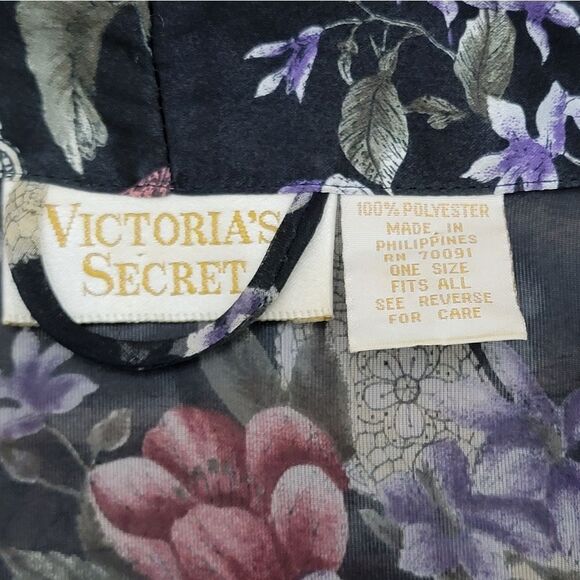 VICTORIA'S
SECRET
100% POLYESTER
MADE IN
PHILIPPINES
RN 70091
ONE SIZE
FITS ALL
SEE REVERSE
FOR CARE